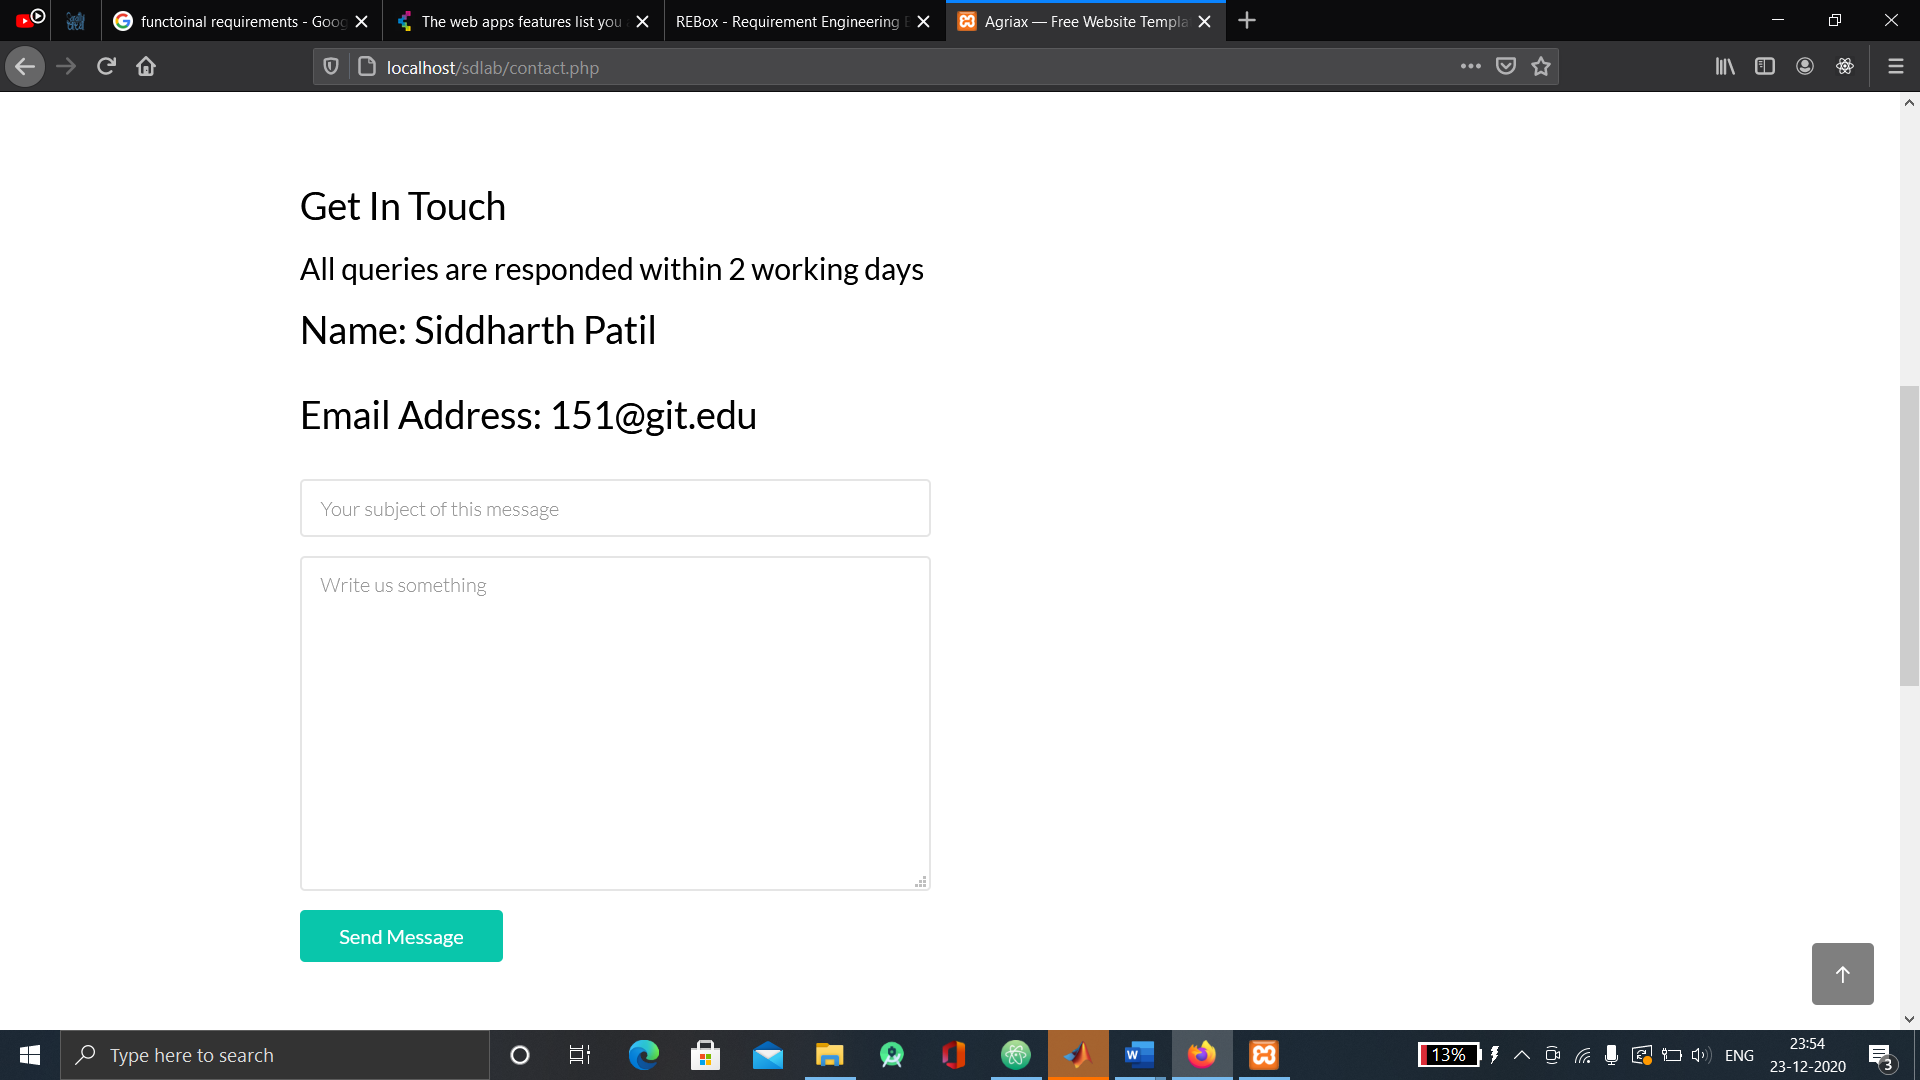 functoinal requirements - Goog
The web apps features list you
REBox - Requirement Engineering
Agriax — Free Website Templa
localhost/sdlab/contact.php
Get In Touch
All queries are responded within 2 working days
Name: Siddharth Patil
Email Address: 151@git.edu
Your subject of this message
Write us something
Send Message
Type here to search
13%
ENG
23:54
23-12-2020
3